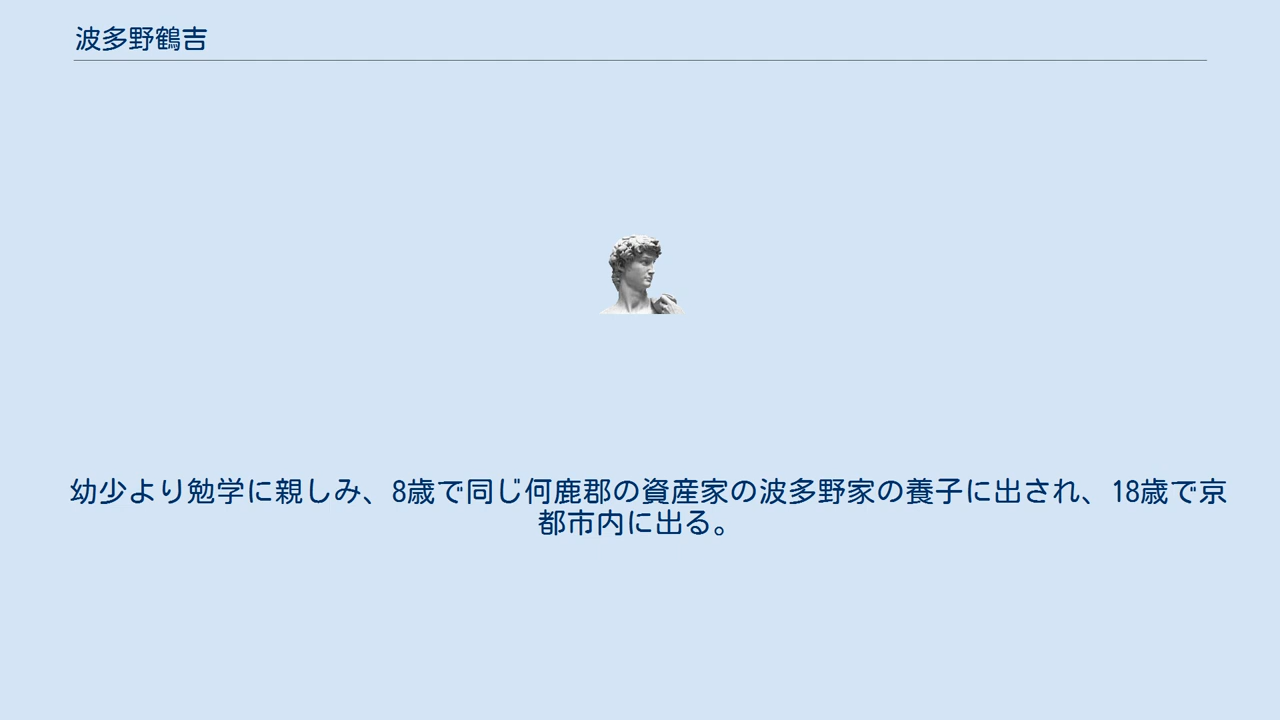 波多野鶴吉
幼少より勉学に親しみ、8歳で同じ何鹿郡の資産家の波多野家の養子に出され、18歳で京
都市内に出る。